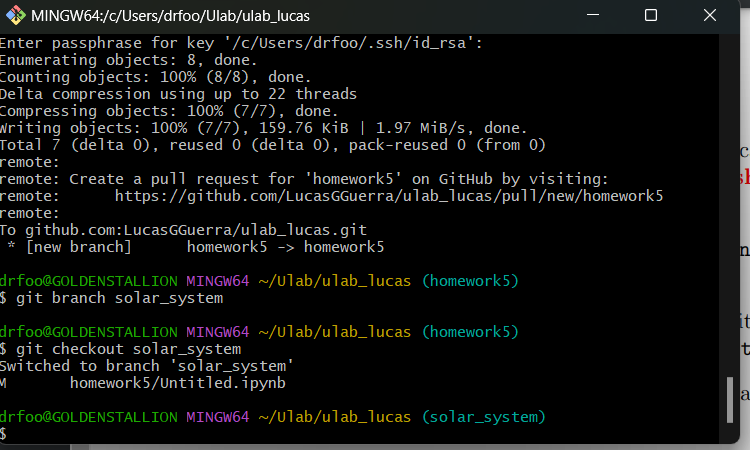 MINGW64:/c/Users/drfoo/Ulab/ulab_lucas
Enter passphrase for key '/c/Users/drfoo/.ssh/id_rsa':
Enumerating objects: 8, done.
Counting objects: 100% (8/8), done.
Delta compression using up to 22 threads
Compressing objects: 100% (7/7), done.
Writing objects: 100% (7/7), 159.76 KiB | 1.97 MiB/s, done.
Total 7 (delta 0), reused 0 (delta 0), pack-reused 0 (from 0)
remote:
remote: Create a pull request for 'homework5' on GitHub by visiting:
remote:      https://github.com/LucasGGuerra/ulab_lucas/pull/new/homework5
remote:
To github.com:LucasGGuerra/ulab_lucas.git
 * [new branch]      homework5 -> homework5
drfoo@GOLDENSTALLION MINGW64 ~/Ulab/ulab_lucas (homework5)
$ git branch solar_system
drfoo@GOLDENSTALLION MINGW64 ~/Ulab/ulab_lucas (homework5)
$ git checkout solar_system
Switched to branch 'solar_system'
M       homework5/Untitled.ipynb
drfoo@GOLDENSTALLION MINGW64 ~/Ulab/ulab_lucas (solar_system)
$